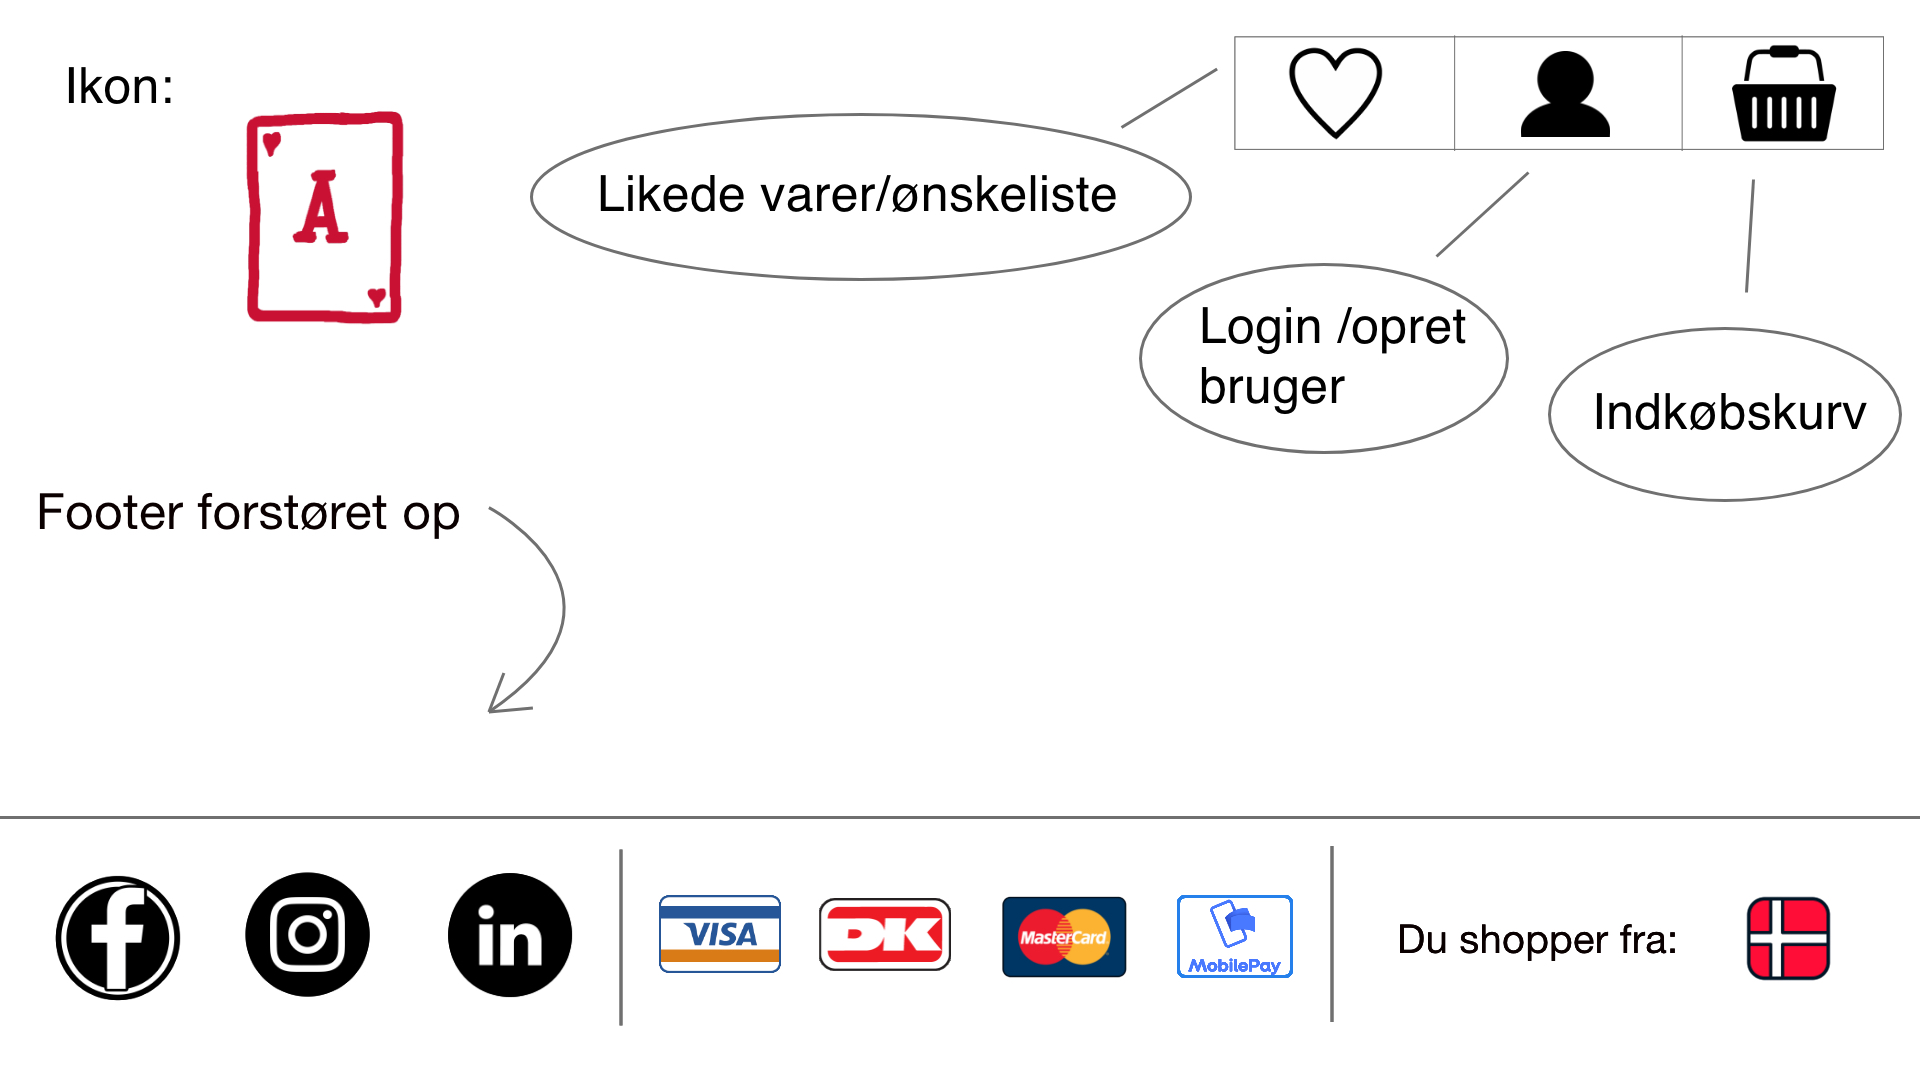 Ikon:
A
Likede varer/ønskeliste
Login /opret
bruger
Indkøbskurv
Footer forstøret op
f
in
VISA
DK
MasterCard
MobilePay
Du shopper fra: